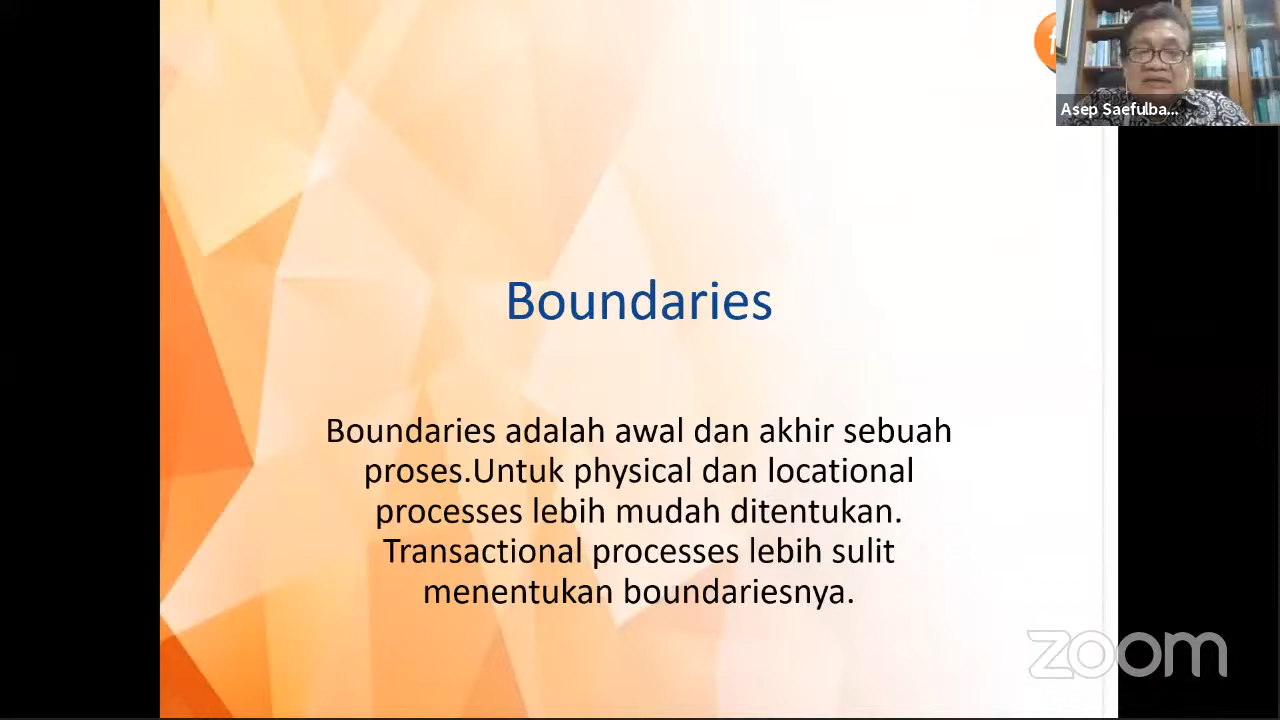 Asep Saefulba...
Boundaries
Boundaries adalah awal dan akhir sebuah
proses.Untuk physical dan locational
processes lebih mudah ditentukan.
Transactional processes lebih sulit
menentukan boundariesnya.
zoom